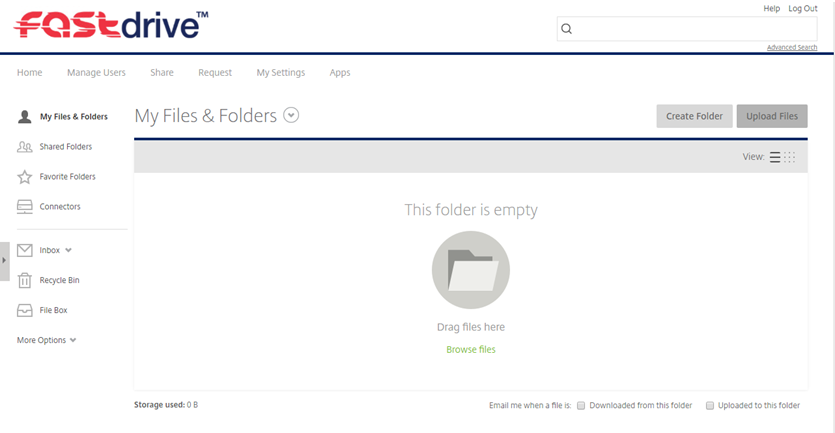 Help Log Out
FASTdrive™
Advanced Search
Home Manage Users Share Request My Settings Apps
My Files & Folders
Shared Folders
Favorite Folders
Connectors
Inbox
Recycle Bin
File Box
More Options
My Files & Folders
Create Folder Upload Files
View:
This folder is empty
Drag files here
Browse files
Storage used: 0 B
Email me when a file is: Downloaded from this folder Uploaded to this folder